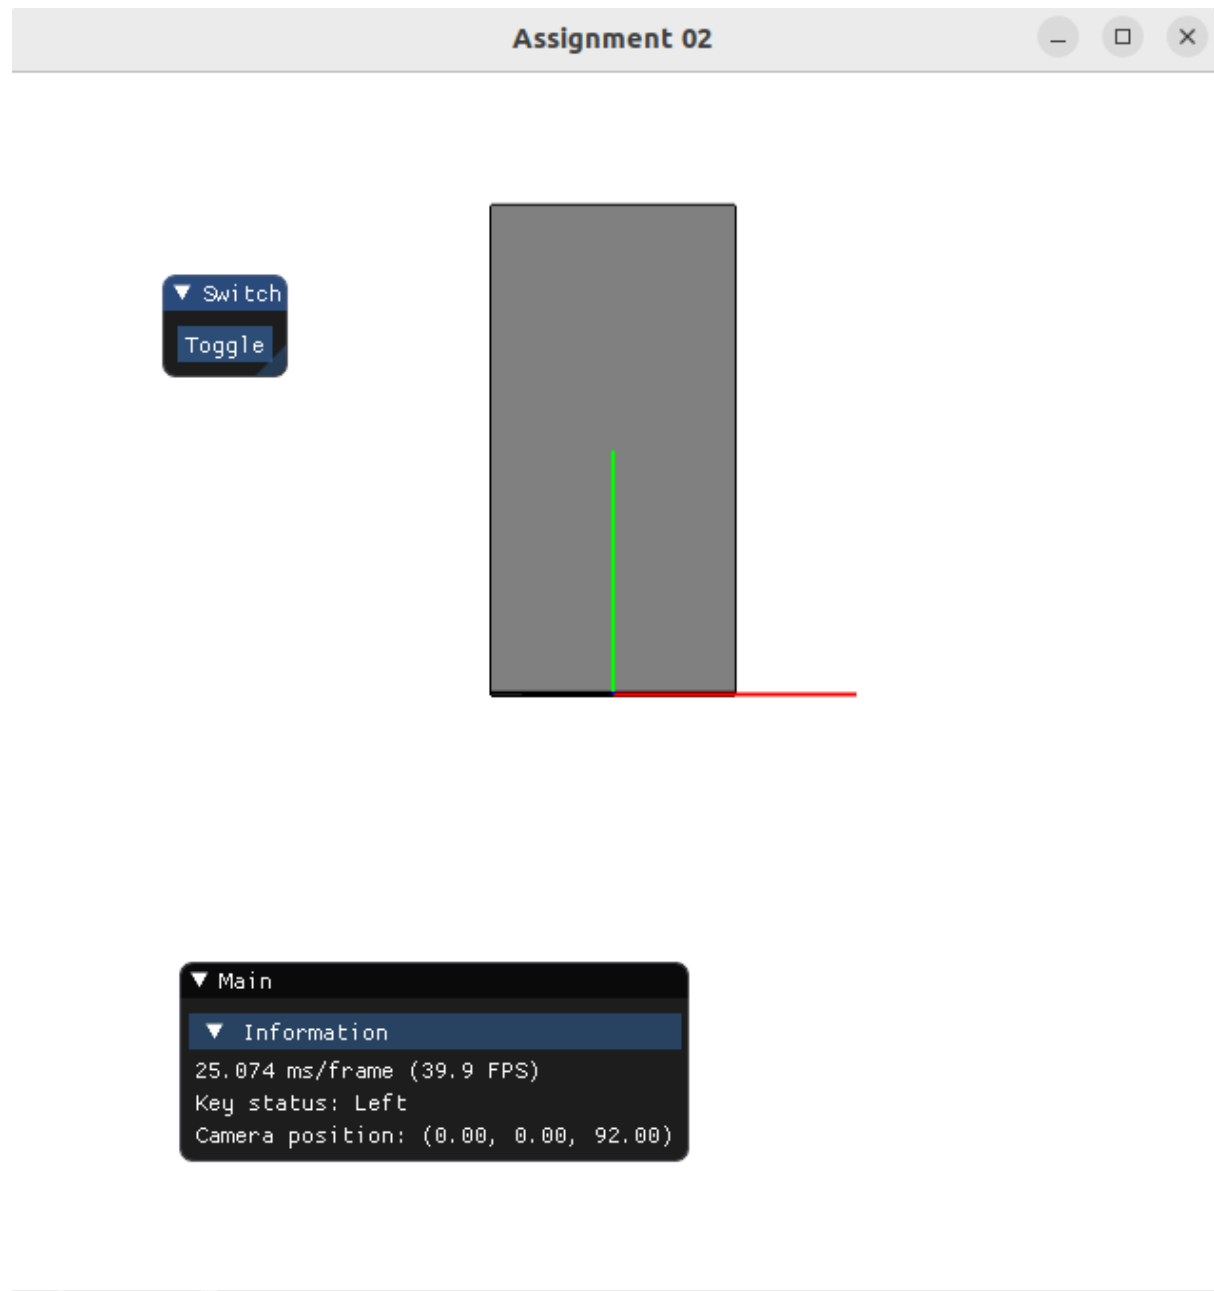 Assignment 02
Switch
Toggle
Main
Information
25.074 ms/frame (39.9 FPS)
Key status: Left
Camera position: (0.00, 0.00, 92.00)